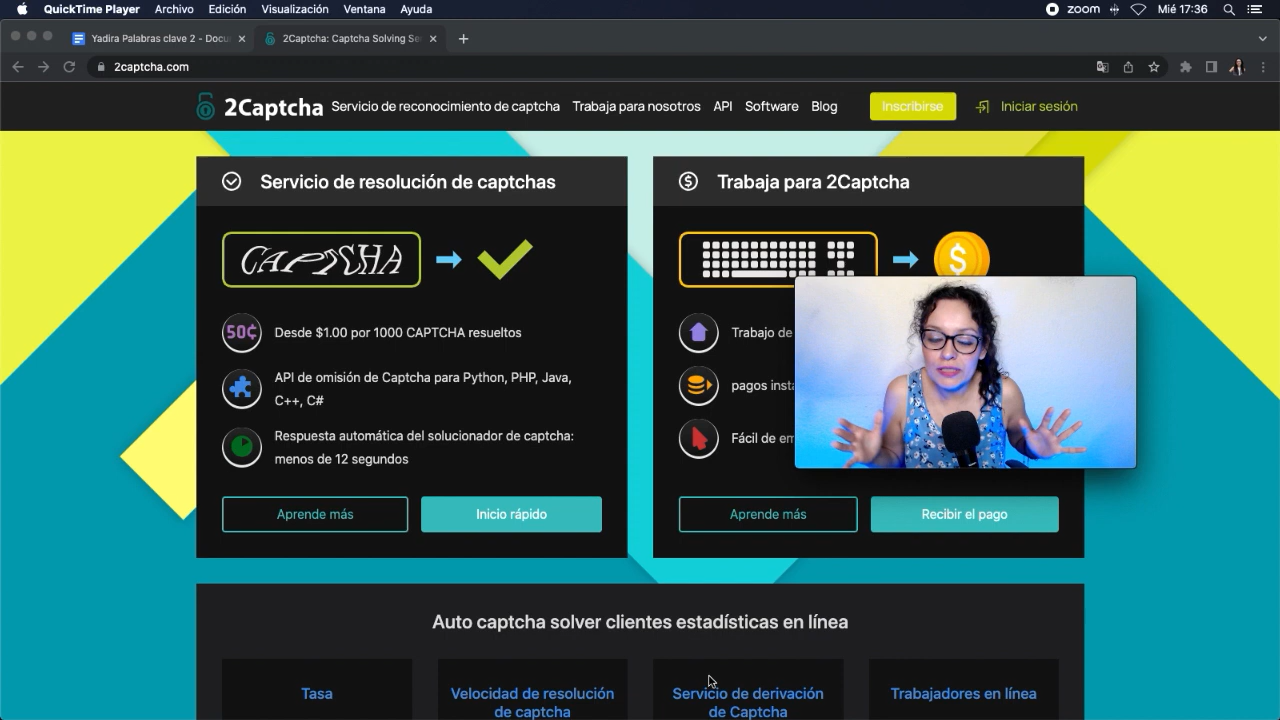 QuickTime Player Archivo Edición Visualización Ventana Ayuda zoom Mié 17:36
Yadira Palabras clave 2 - Docu 2Captcha: Captcha Solving Se
2captcha.com
2Captcha Servicio de reconocimiento de captcha Trabaja para nosotros API Software Blog Inscribirse Iniciar sesión
Servicio de resolución de captchas
CAPTCHA
50¢ Desde $1.00 por 1000 CAPTCHA resueltos
API de omisión de Captcha para Python, PHP, Java,
C++, C#
Respuesta automática del solucionador de captcha:
menos de 12 segundos
Aprende más Inicio rápido
Trabaja para 2Captcha
$
Trabajo de
pagos insta
Fácil de em
Aprende más Recibir el pago
Auto captcha solver clientes estadísticas en línea
Tasa
Velocidad de resolución
de captcha
Servicio de derivación
de Captcha
Trabajadores en línea